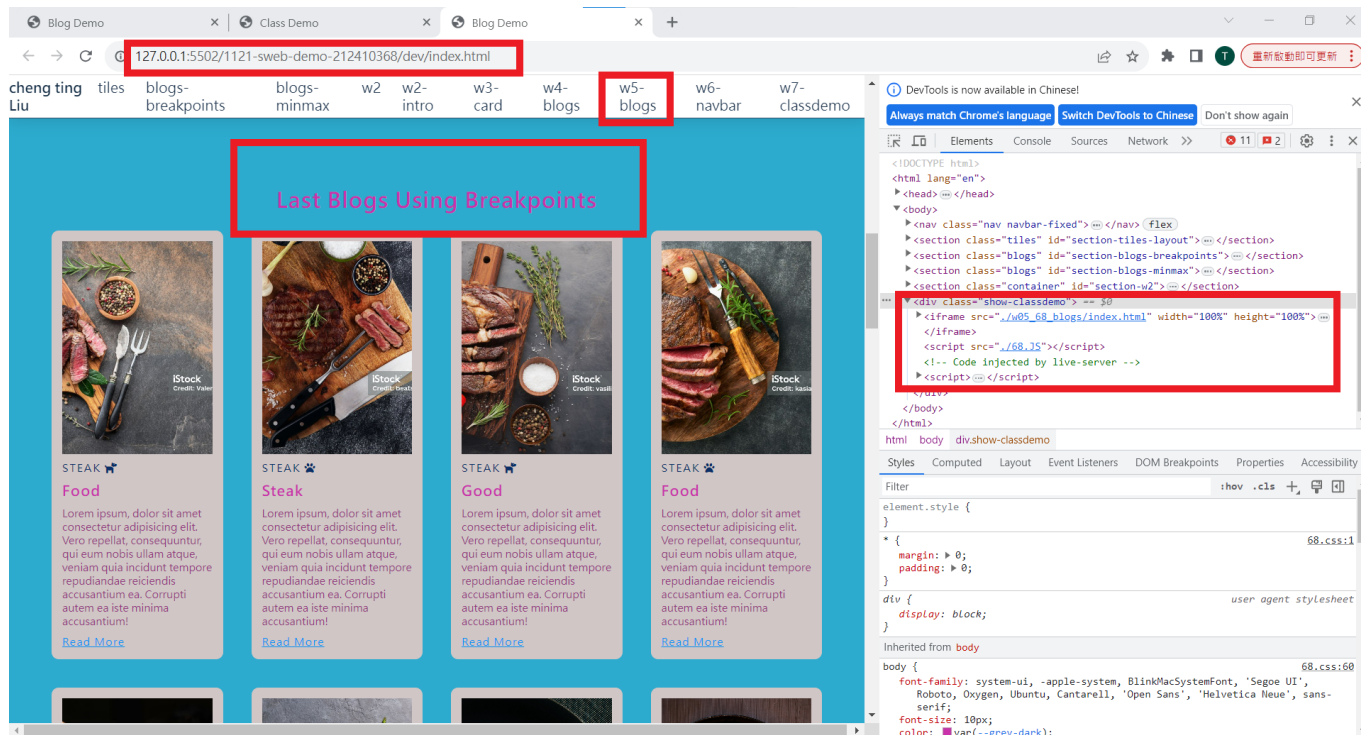 Blog Demo
Class Demo
Blog Demo
127.0.0.1:5502/1121-sweb-demo-212410368/dev/index.html
T
重新啟動即可更新
cheng ting Liu
tiles
blogs-breakpoints
blogs-minmax
w2
w2-intro
w3-card
w4-blogs
w5-blogs
w6-navbar
w7-classdemo
Last Blogs Using Breakpoints
iStock
Credit: Valer
STEAK
Food
Lorem ipsum, dolor sit amet
consectetur adipisicing elit.
Vero repellat, consequuntur,
qui eum nobis ullam atque,
veniam quia incidunt tempore
repudiandae reiciendis
accusantium ea. Corrupti
autem ea iste minima
accusantium!
Read More
iStock
Credit: beats
STEAK
Steak
Lorem ipsum, dolor sit amet
consectetur adipisicing elit.
Vero repellat, consequuntur,
qui eum nobis ullam atque,
veniam quia incidunt tempore
repudiandae reiciendis
accusantium ea. Corrupti
autem ea iste minima
accusantium!
Read More
iStock
Credit: vasili
STEAK
Good
Lorem ipsum, dolor sit amet
consectetur adipisicing elit.
Vero repellat, consequuntur,
qui eum nobis ullam atque,
veniam quia incidunt tempore
repudiandae reiciendis
accusantium ea. Corrupti
autem ea iste minima
accusantium!
Read More
iStock
Credit: kasia
STEAK
Food
Lorem ipsum, dolor sit amet
consectetur adipisicing elit.
Vero repellat, consequuntur,
qui eum nobis ullam atque,
veniam quia incidunt tempore
repudiandae reiciendis
accusantium ea. Corrupti
autem ea iste minima
accusantium!
Read More
DevTools is now available in Chinese!
Always match Chrome's language Switch DevTools to Chinese Don't show again
Elements Console Sources Network 11 2
<!DOCTYPE html>
<html lang="en">
<head> … </head>
<body>
<nav class="nav navbar-fixed"> … </nav> flex
<section class="tiles" id="section-tiles-layout"> … </section>
<section class="blogs" id="section-blogs-breakpoints"> … </section>
<section class="blogs" id="section-blogs-minmax"> … </section>
<section class="container" id="section-w2"> … </section>
<div class="show-classdemo"> == $0
<iframe src="./w05_68_blogs/index.html" width="100%" height="100%"> …
</iframe>
<script src="./68.JS"></script>
<!-- Code injected by live-server -->
<script> … </script>
</div>
</body>
</html>
html body div.show-classdemo
Styles Computed Layout Event Listeners DOM Breakpoints Properties Accessibility
Filter :hov .cls
element.style {
}
* { 68.css:1
margin: 0;
padding: 0;
}
div { user agent stylesheet
display: block;
}
Inherited from body
body { 68.css:60
font-family: system-ui, -apple-system, BlinkMacSystemFont, 'Segoe UI',
Roboto, Oxygen, Ubuntu, Cantarell, 'Open Sans', 'Helvetica Neue', sans-
serif;
font-size: 10px;
color: var(--grey-dark);